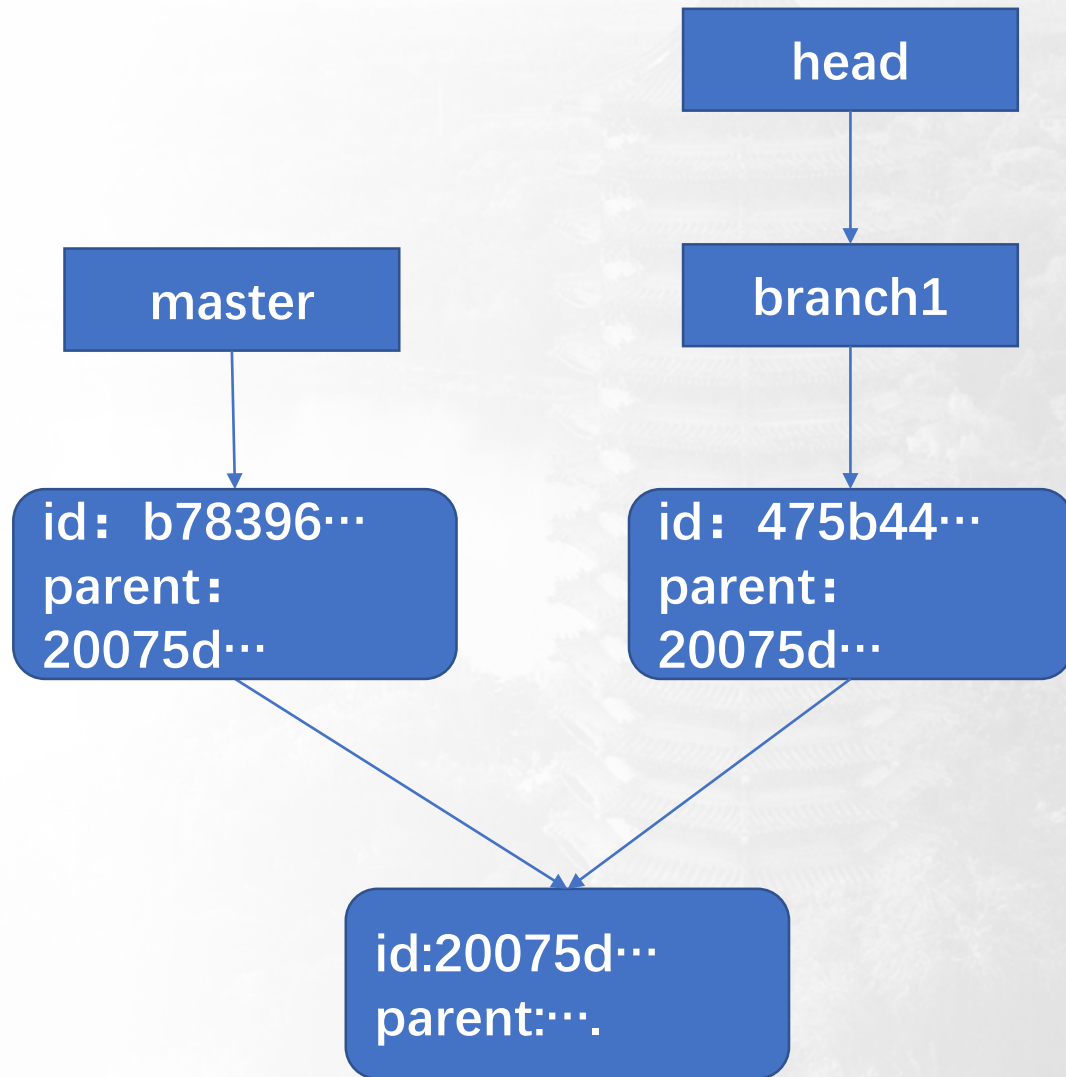 head
master
branch1
id：b78396…
parent：
20075d…
id：475b44…
parent：
20075d…
id:20075d…
parent:….